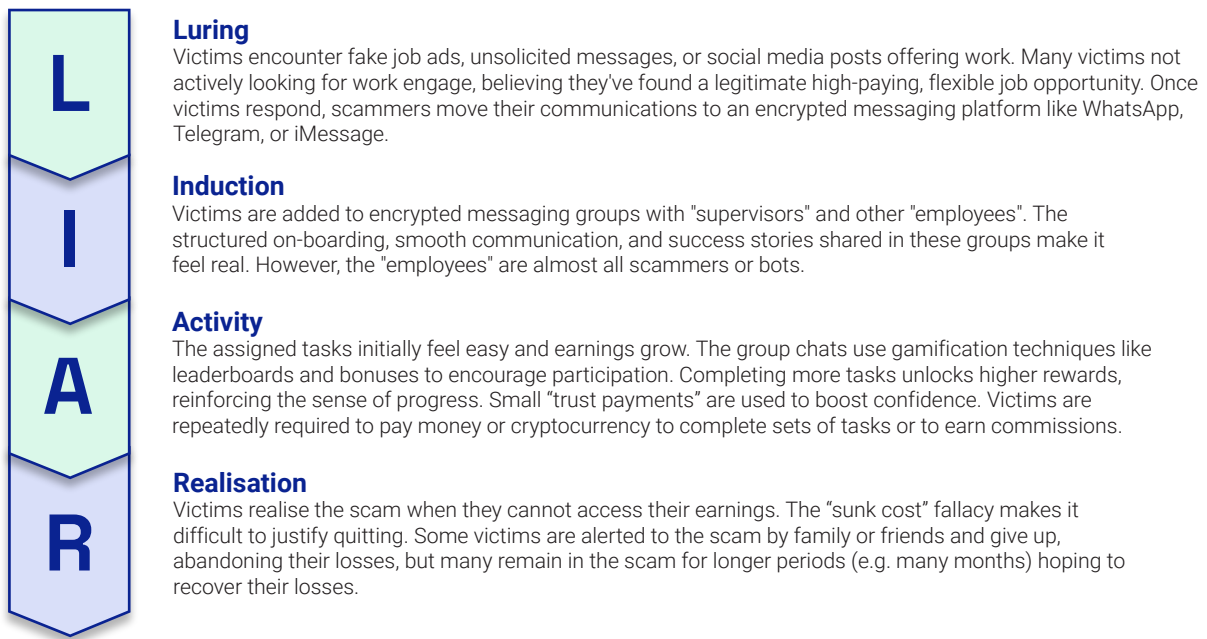 L
Luring
Victims encounter fake job ads, unsolicited messages, or social media posts offering work. Many victims not
actively looking for work engage, believing they've found a legitimate high-paying, flexible job opportunity. Once
victims respond, scammers move their communications to an encrypted messaging platform like WhatsApp,
Telegram, or iMessage.
I
Induction
Victims are added to encrypted messaging groups with "supervisors" and other "employees". The
structured on-boarding, smooth communication, and success stories shared in these groups make it
feel real. However, the "employees" are almost all scammers or bots.
A
Activity
The assigned tasks initially feel easy and earnings grow. The group chats use gamification techniques like
leaderboards and bonuses to encourage participation. Completing more tasks unlocks higher rewards,
reinforcing the sense of progress. Small “trust payments” are used to boost confidence. Victims are
repeatedly required to pay money or cryptocurrency to complete sets of tasks or to earn commissions.
R
Realisation
Victims realise the scam when they cannot access their earnings. The “sunk cost” fallacy makes it
difficult to justify quitting. Some victims are alerted to the scam by family or friends and give up,
abandoning their losses, but many remain in the scam for longer periods (e.g. many months) hoping to
recover their losses.